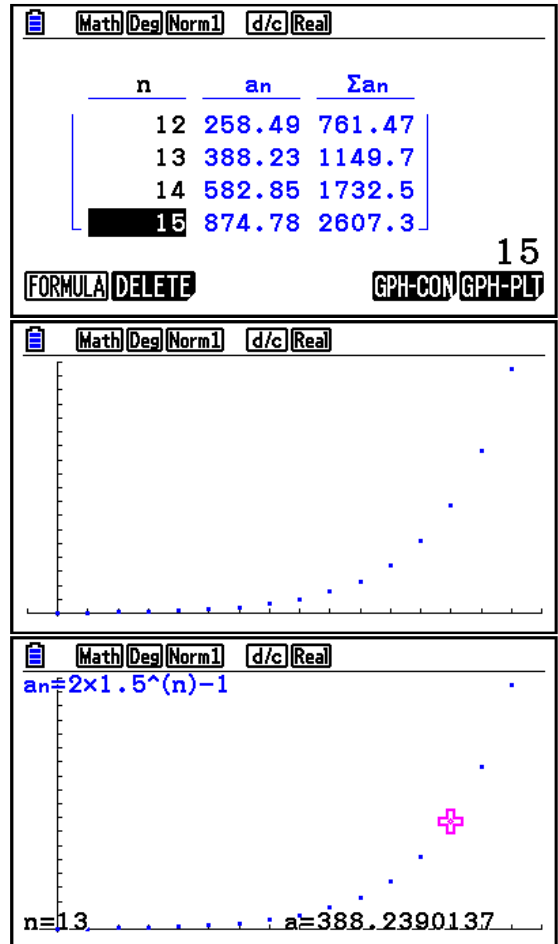 Math Deg Norm1 d/c Real
n an Σan
12 258.49 761.47
13 388.23 1149.7
14 582.85 1732.5
15 874.78 2607.3
15
FORMULA DELETE GPH-CON GPH-PLT
Math Deg Norm1 d/c Real
Math Deg Norm1 d/c Real
an=2×1.5^(n)-1
n=13 a=388.2390137